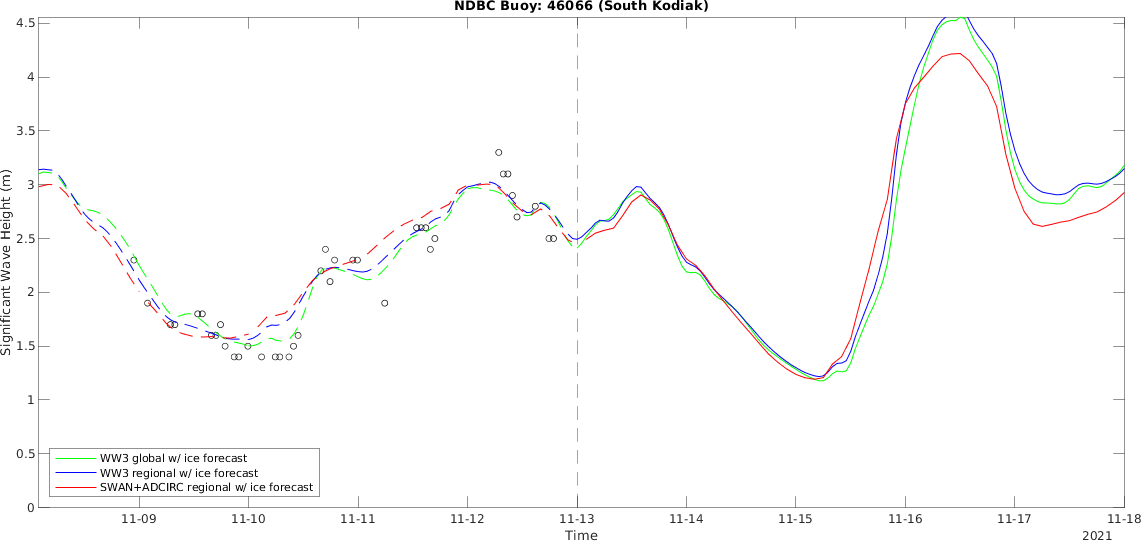 NDBC Buoy: 46066 (South Kodiak)
4.5
4
3.5
3
2.5
2
1.5
1
0.5
0
Significant Wave Height (m)
WW3 global w/ ice forecast
WW3 regional w/ ice forecast
SWAN+ADCIRC regional w/ ice forecast
11-09 11-10 11-11 11-12 11-13 11-14 11-15 11-16 11-17 11-18
Time
2021